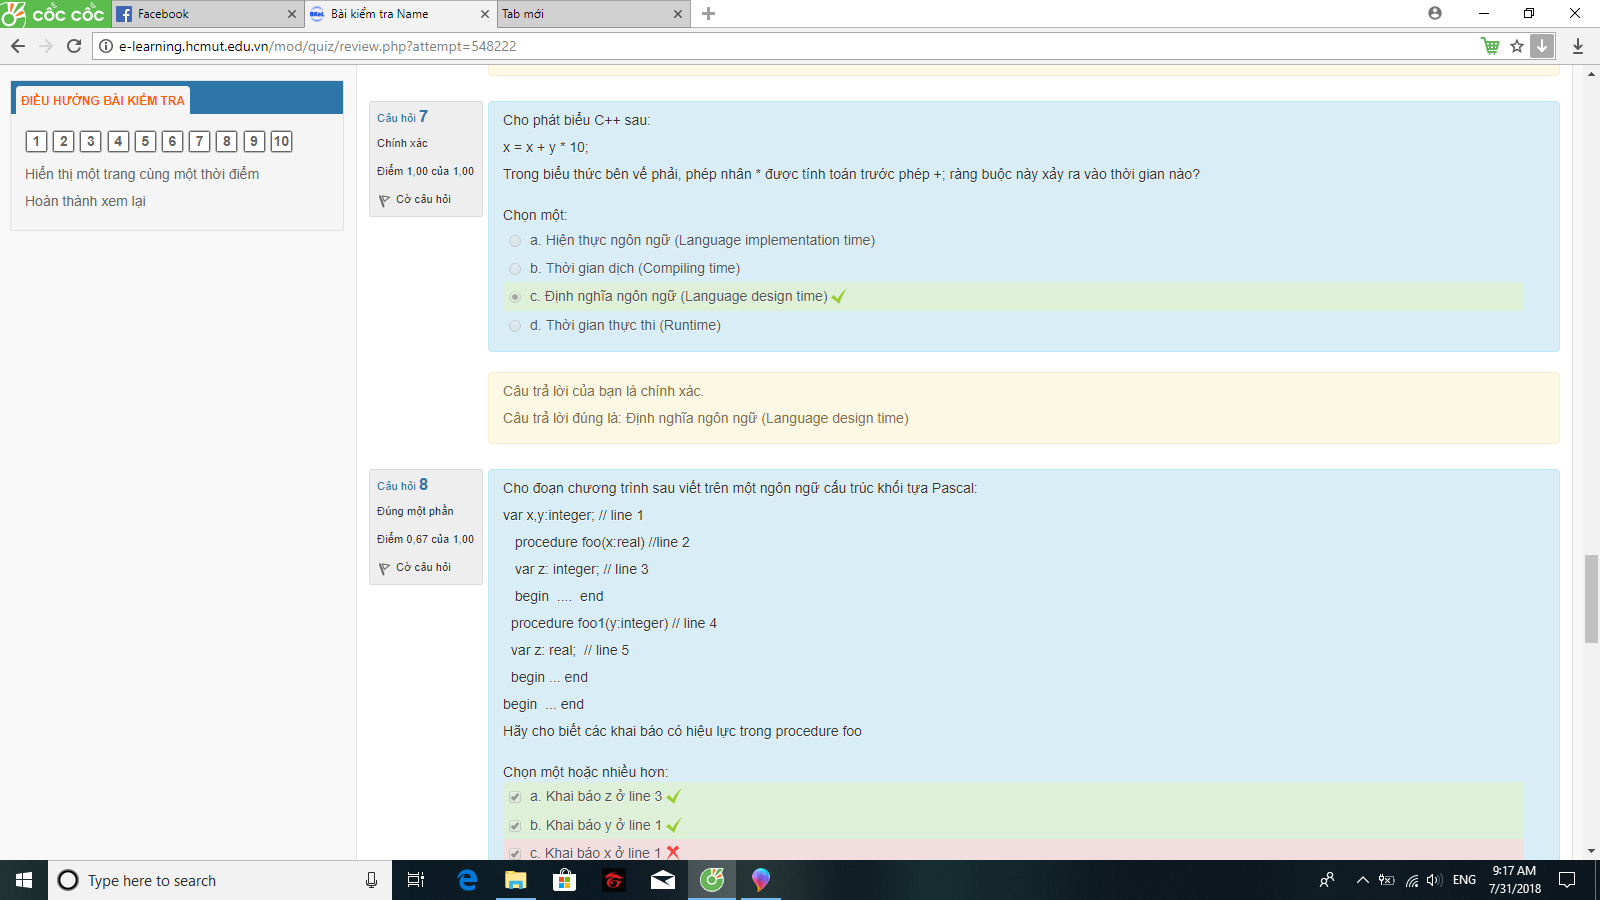 cốc cốc
Facebook
BKeL
Bài kiểm tra Name
Tab mới
e-learning.hcmut.edu.vn/mod/quiz/review.php?attempt=548222
ĐIỀU HƯỚNG BÀI KIỂM TRA
1 2 3 4 5 6 7 8 9 10
Hiển thị một trang cùng một thời điểm
Hoàn thành xem lại
Câu hỏi 7
Chính xác
Điểm 1,00 của 1,00
Cờ câu hỏi
Cho phát biểu C++ sau:
x = x + y * 10;
Trong biểu thức bên vế phải, phép nhân * được tính toán trước phép +; ràng buộc này xảy ra vào thời gian nào?
Chọn một:
a. Hiện thực ngôn ngữ (Language implementation time)
b. Thời gian dịch (Compiling time)
c. Định nghĩa ngôn ngữ (Language design time)
d. Thời gian thực thi (Runtime)
Câu trả lời của bạn là chính xác.
Câu trả lời đúng là: Định nghĩa ngôn ngữ (Language design time)
Câu hỏi 8
Đúng một phần
Điểm 0,67 của 1,00
Cờ câu hỏi
Cho đoạn chương trình sau viết trên một ngôn ngữ cấu trúc khối tựa Pascal:
var x,y:integer; // line 1
procedure foo(x:real) //line 2
var z: integer; // line 3
begin .... end
procedure foo1(y:integer) // line 4
var z: real; // line 5
begin ... end
begin ... end
Hãy cho biết các khai báo có hiệu lực trong procedure foo
Chọn một hoặc nhiều hơn:
a. Khai báo z ở line 3
b. Khai báo y ở line 1
c. Khai báo x ở line 1
Type here to search
ENG
9:17 AM
7/31/2018